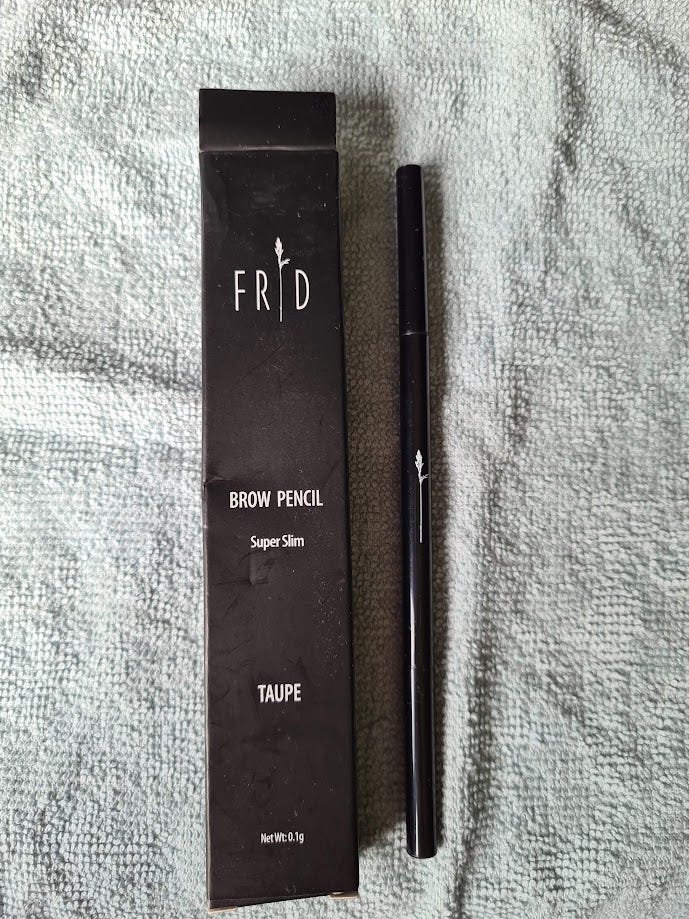 FRID
BROW PENCIL
Super Slim
TAUPE
Net Wt: 0.1g